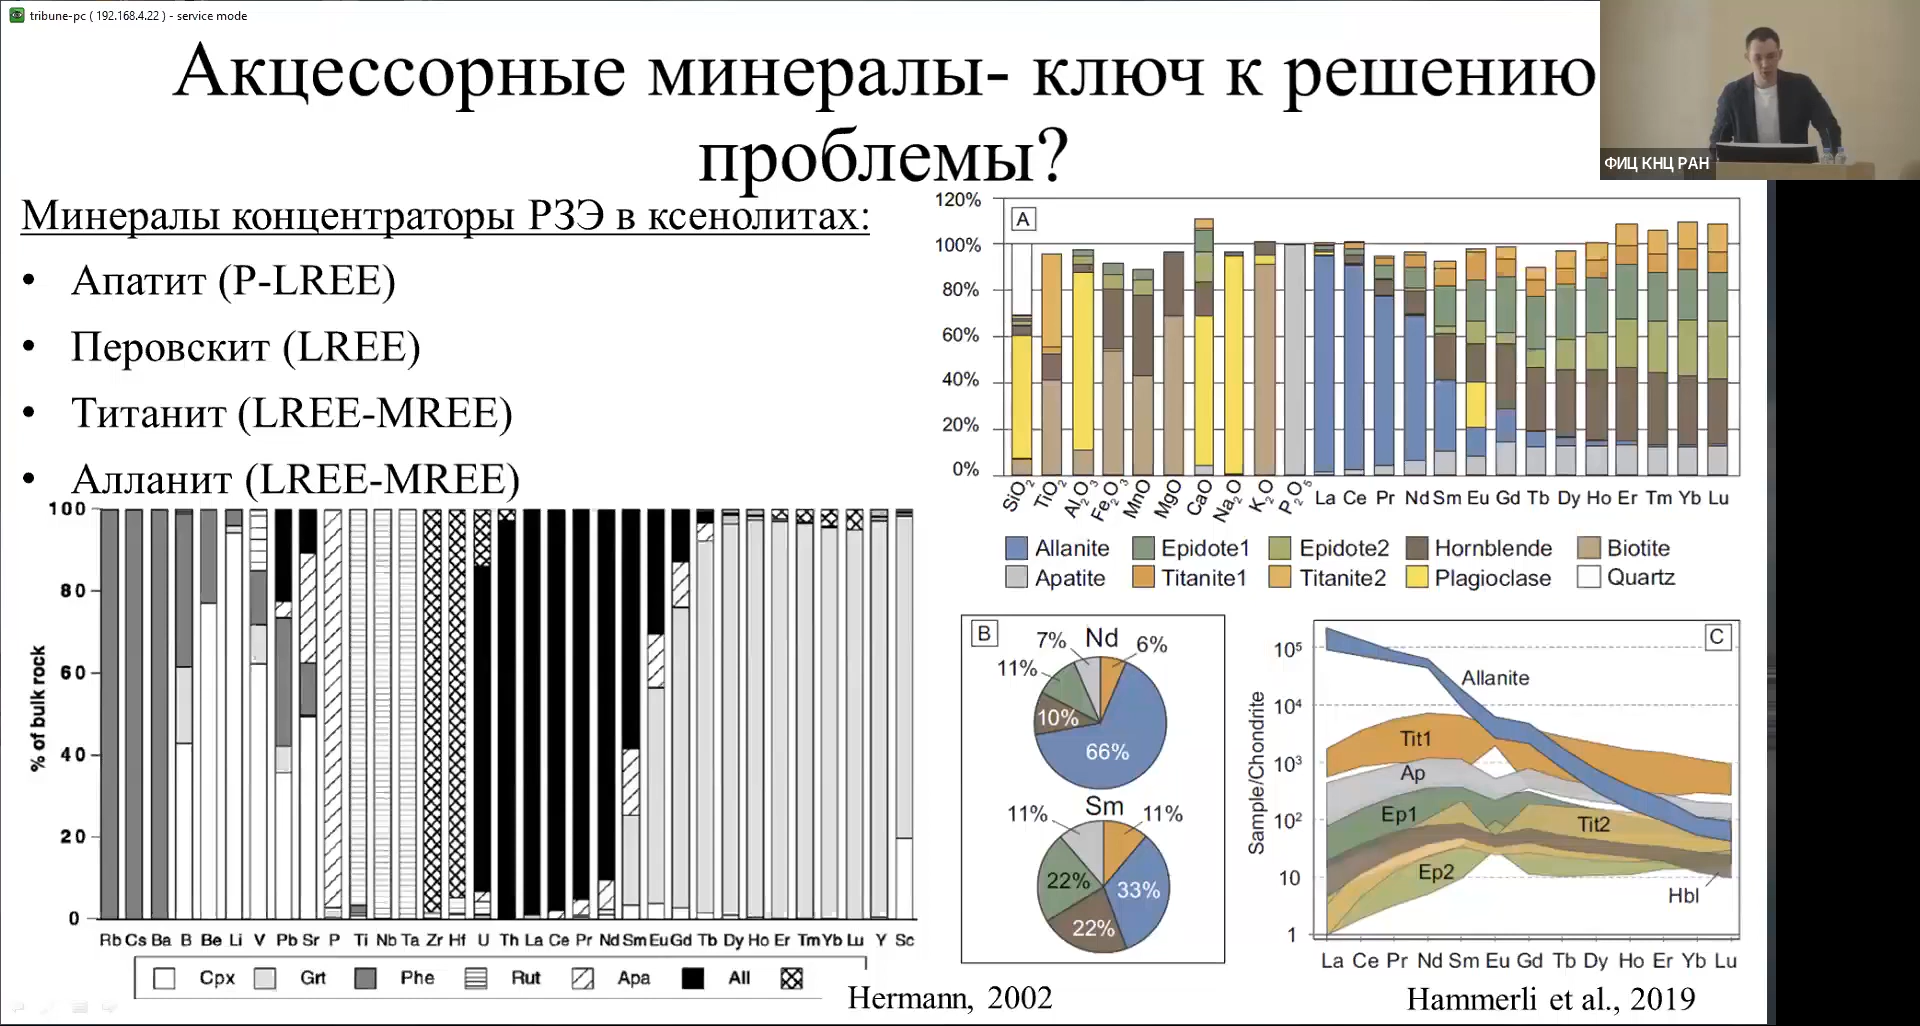 tribune-pc ( 192.168.4.22 ) - service mode
Акцессорные минералы- ключ к решению
проблемы?
ФИЦ КНЦ РАН
Минералы концентраторы РЗЭ в ксенолитах:
• Апатит (P-LREE)
• Перовскит (LREE)
• Титанит (LREE-MREE)
• Алланит (LREE-MREE)
100
80
60
40
20
0
% of bulk rock
Rb Cs Ba B Be Li V Pb Sr P Ti Nb Ta Zr Hf U Th La Ce Pr Nd Sm Eu Gd Tb Dy Ho Er Tm Yb Lu Y Sc
Cpx Grt Phe Rut Apa All
Hermann, 2002
A
120%
100%
80%
60%
40%
20%
0%
SiO2 TiO2 Al2O3 Fe2O3 MnO MgO CaO Na2O K2O P2O5 La Ce Pr Nd Sm Eu Gd Tb Dy Ho Er Tm Yb Lu
Allanite Epidote1 Epidote2 Hornblende Biotite
Apatite Titanite1 Titanite2 Plagioclase Quartz
B
Nd
7%
6%
11%
10%
66%
Sm
11%
11%
22%
33%
22%
C
Sample/Chondrite
10^5
10^4
10^3
10^2
10
1
Allanite
Tit1
Ap
Ep1
Tit2
Ep2
Hbl
La Ce Pr Nd Sm Eu Gd Tb Dy Ho Er Yb Lu
Hammerli et al., 2019